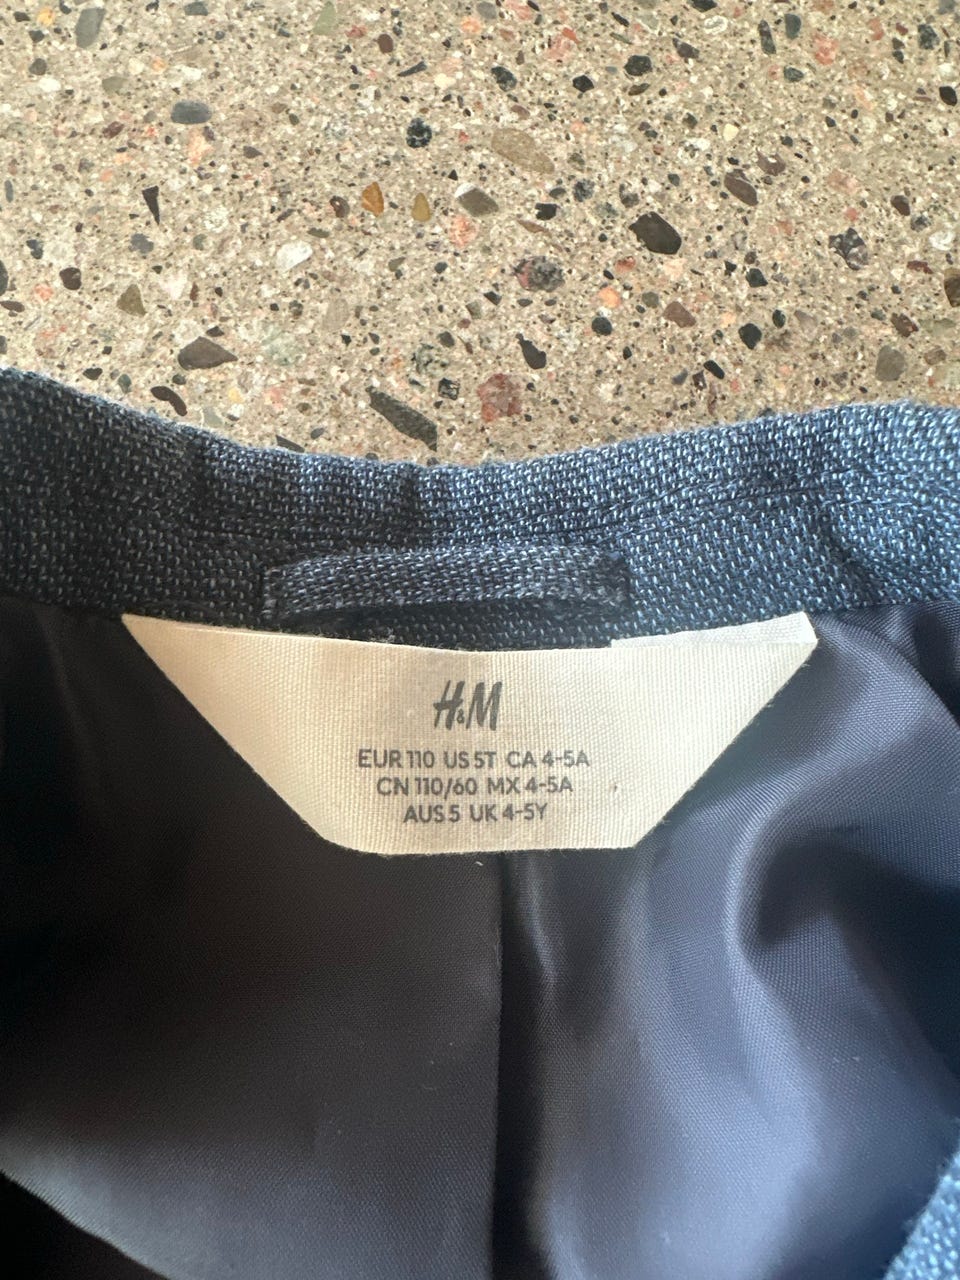 H&M
EUR 110 US 5T CA 4-5A
CN 110/60 MX 4-5A
AUS 5 UK 4-5Y